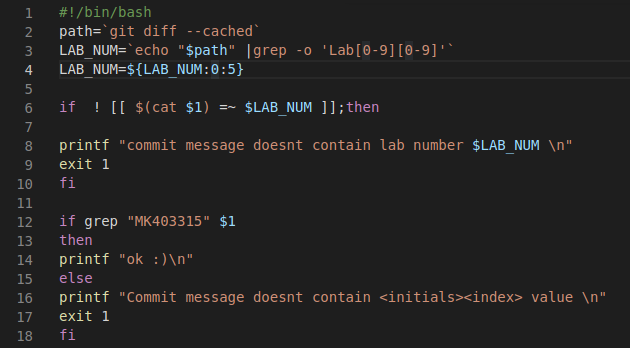 1 #!/bin/bash
2 path=`git diff --cached`
3 LAB_NUM=`echo "$path" |grep -o 'Lab[0-9][0-9]'`
4 LAB_NUM=${LAB_NUM:0:5}
5
6 if  ! [[ $(cat $1) =~ $LAB_NUM ]];then
7
8 printf "commit message doesnt contain lab number $LAB_NUM \n"
9 exit 1
10 fi
11
12 if grep "MK403315" $1
13 then
14 printf "ok :)\n"
15 else
16 printf "Commit message doesnt contain <initials><index> value \n"
17 exit 1
18 fi